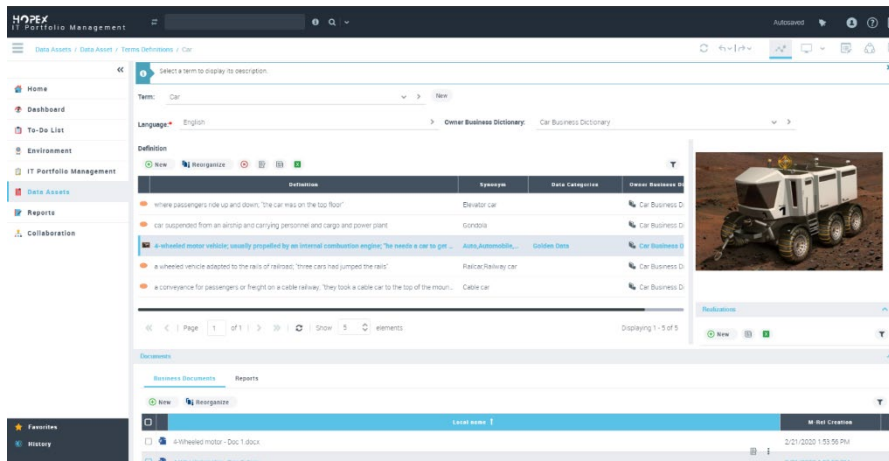 HOPEX
IT Portfolio Management
Autosaved
Data Assets / Data Asset / Terms Definitions / Car
Select a term to display its description.
Home
Dashboard
To-Do List
Environment
IT Portfolio Management
Data Assets
Reports
Collaboration
Favorites
History
Term: Car New
Language:* English Owner Business Dictionary: Car Business Dictionary
Definition
New Reorganize
Definition Synonym Data Categories Owner Business Di
where passengers ride up and down; "the car was on the top floor" Elevator car Car Business D
car suspended from an airship and carrying personnel and cargo and power plant Gondola Car Business D
4-wheeled motor vehicle; usually propelled by an internal combustion engine; "he needs a car to get ... Auto,Automobile,... Golden Data Car Business D
a wheeled vehicle adapted to the rails of railroad; "three cars had jumped the rails" Railcar,Railway car Car Business D
a conveyance for passengers or freight on a cable railway; "they took a cable car to the top of the moun... Cable car Car Business D
Page 1 of 1 Show 5 elements Displaying 1 - 5 of 5
1
Realizations
New
Documents
Business Documents Reports
New Reorganize
Local name M-Rel Creation
4-Wheeled motor - Doc 1.docx 2/21/2020 1:53:56 PM